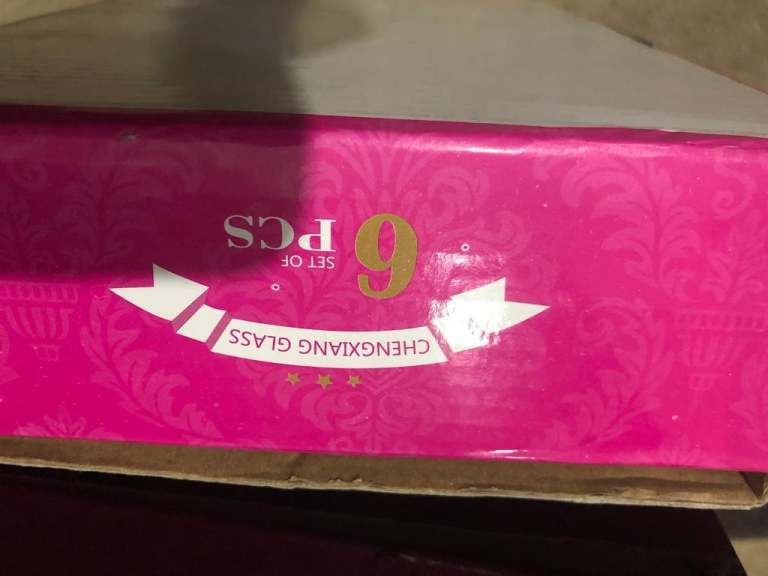 CHENGXIANG GLASS
6 SET OF
PCS